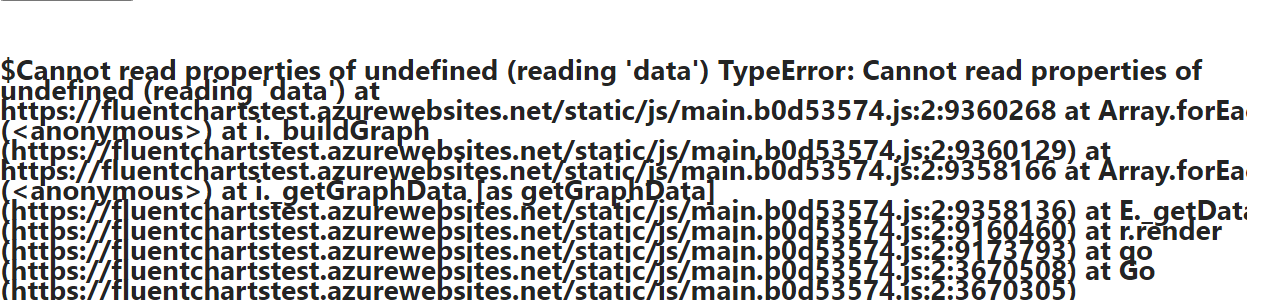 $Cannot read properties of undefined (reading 'data') TypeError: Cannot read properties of
undefined (reading 'data') at
https://fluentchartstest.azurewebsites.net/static/js/main.b0d53574.js:2:9360268 at Array.forEac
(<anonymous>) at i._buildGraph
(https://fluentchartstest.azurewebsites.net/static/js/main.b0d53574.js:2:9360129) at
https://fluentchartstest.azurewebsites.net/static/js/main.b0d53574.js:2:9358166 at Array.forEac
(<anonymous>) at i._getGraphData [as getGraphData]
(https://fluentchartstest.azurewebsites.net/static/js/main.b0d53574.js:2:9358136) at E._getData
(https://fluentchartstest.azurewebsites.net/static/js/main.b0d53574.js:2:9160460) at r.render
(https://fluentchartstest.azurewebsites.net/static/js/main.b0d53574.js:2:9173793) at go
(https://fluentchartstest.azurewebsites.net/static/js/main.b0d53574.js:2:3670508) at Go
(https://fluentchartstest.azurewebsites.net/static/js/main.b0d53574.js:2:3670305)